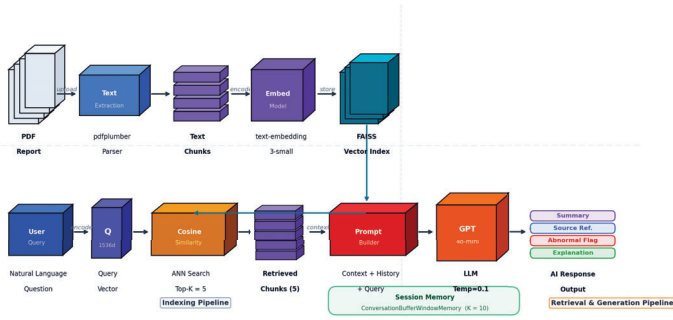 upload
encode
store
Text
Extraction
Embed
Model
PDF
Report
pdfplumber
Parser
Text
Chunks
text-embedding
3-small
FAISS
Vector Index
User
Query
encode
Q
1536d
Cosine
Similarity
context
Prompt
Builder
GPT
4o-mini
Summary
Source Ref.
Abnormal Flag
Explanation
Natural Language
Question
Query
Vector
ANN Search
Top-K = 5
Retrieved
Chunks (5)
Context + History
+ Query
LLM
Temp=0.1
AI Response
Output
Indexing Pipeline
Session Memory
ConversationBufferWindowMemory (K = 10)
Retrieval & Generation Pipeline